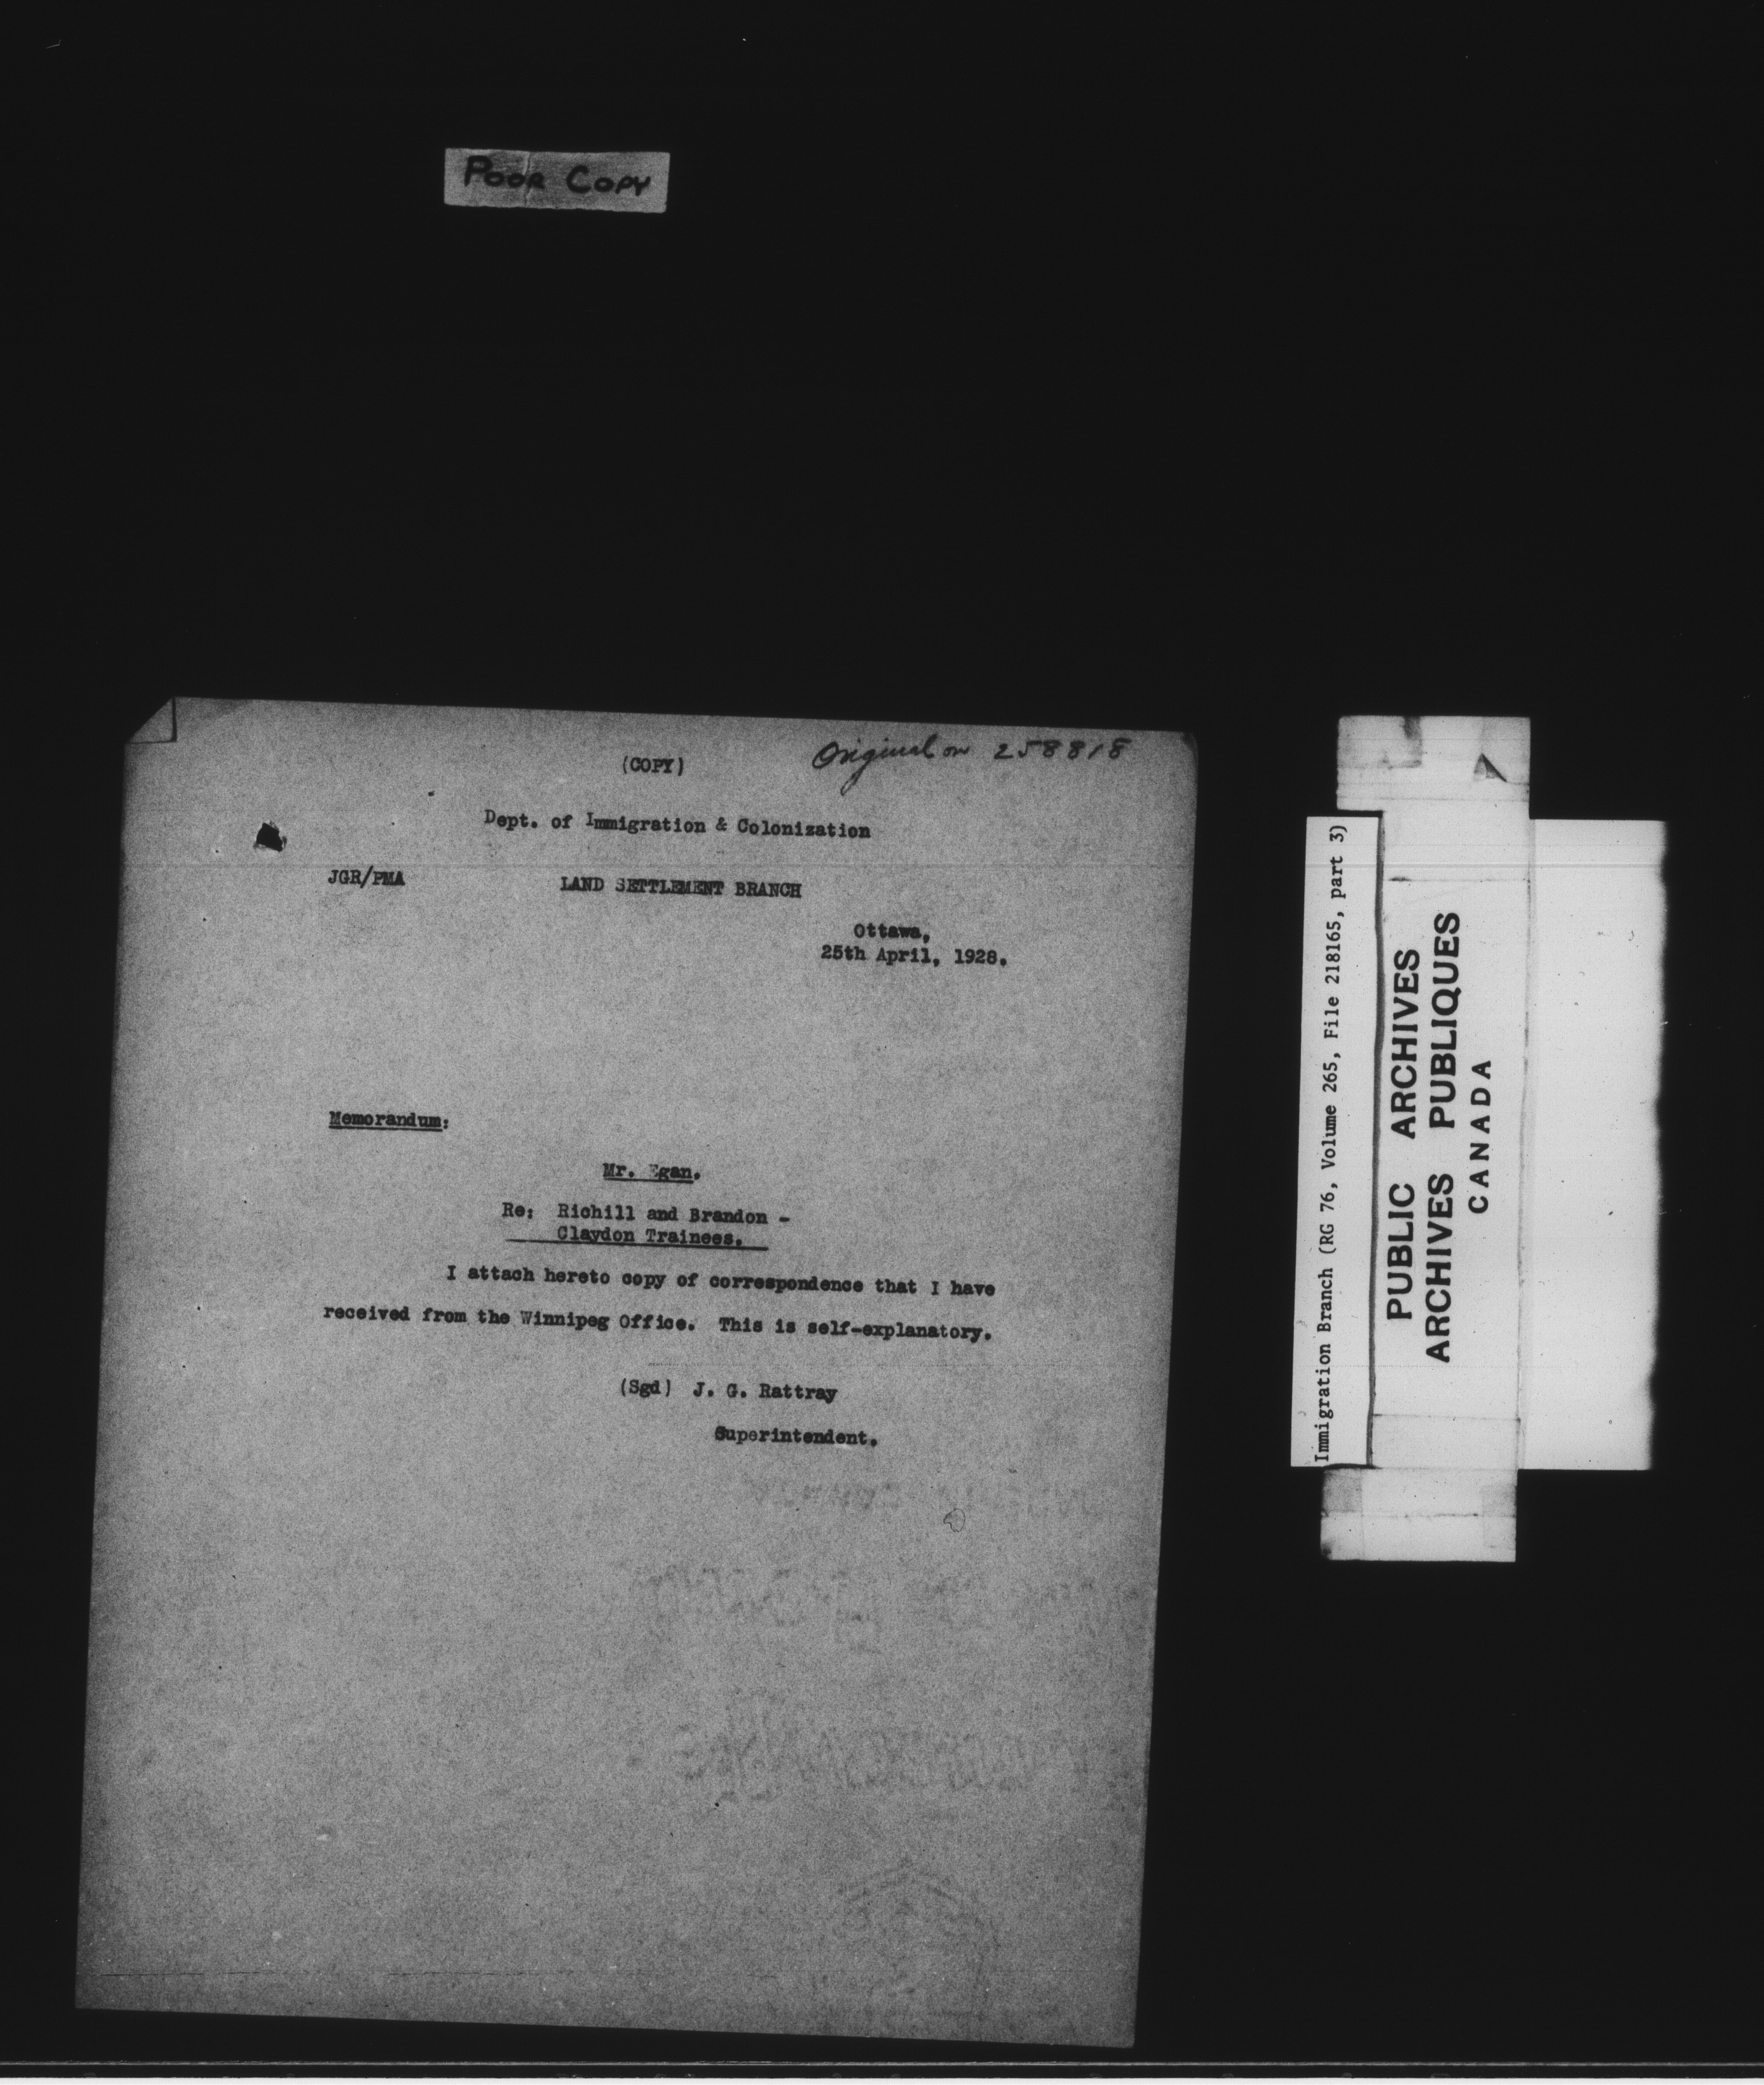 Poor Copy
(COPY)
Original on 258818
Dept. of Immigration & Colonization
JGR/PMA
LAND SETTLEMENT BRANCH
Ottawa,
25th April, 1928.
Memorandum:
Mr. Egan.
Re: Richill and Brandon -
Claydon Trainees.
I attach hereto copy of correspondence that I have
received from the Winnipeg Office. This is self-explanatory.
(Sgd) J. G. Rattray
Superintendent.
Immigration Branch (RG 76, Volume 265, File 218165, part 3)
PUBLIC ARCHIVES
ARCHIVES PUBLIQUES
CANADA